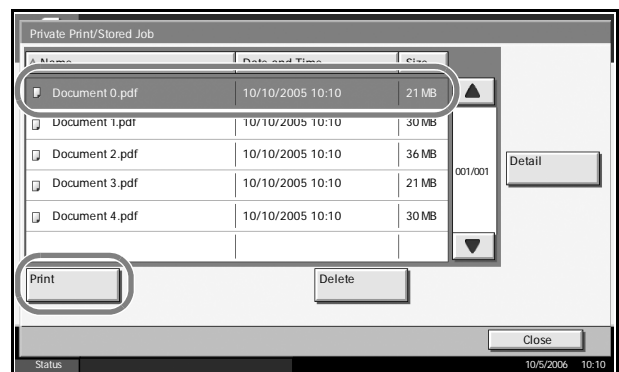 Private Print/Stored Job
Name Date and Time Size
Document 0.pdf 10/10/2005 10:10 21 MB
Document 1.pdf 10/10/2005 10:10 30 MB
Document 2.pdf 10/10/2005 10:10 36 MB
001/001
Detail
Document 3.pdf 10/10/2005 10:10 21 MB
Document 4.pdf 10/10/2005 10:10 30 MB
Print
Delete
Close
Status 10/5/2006 10:10